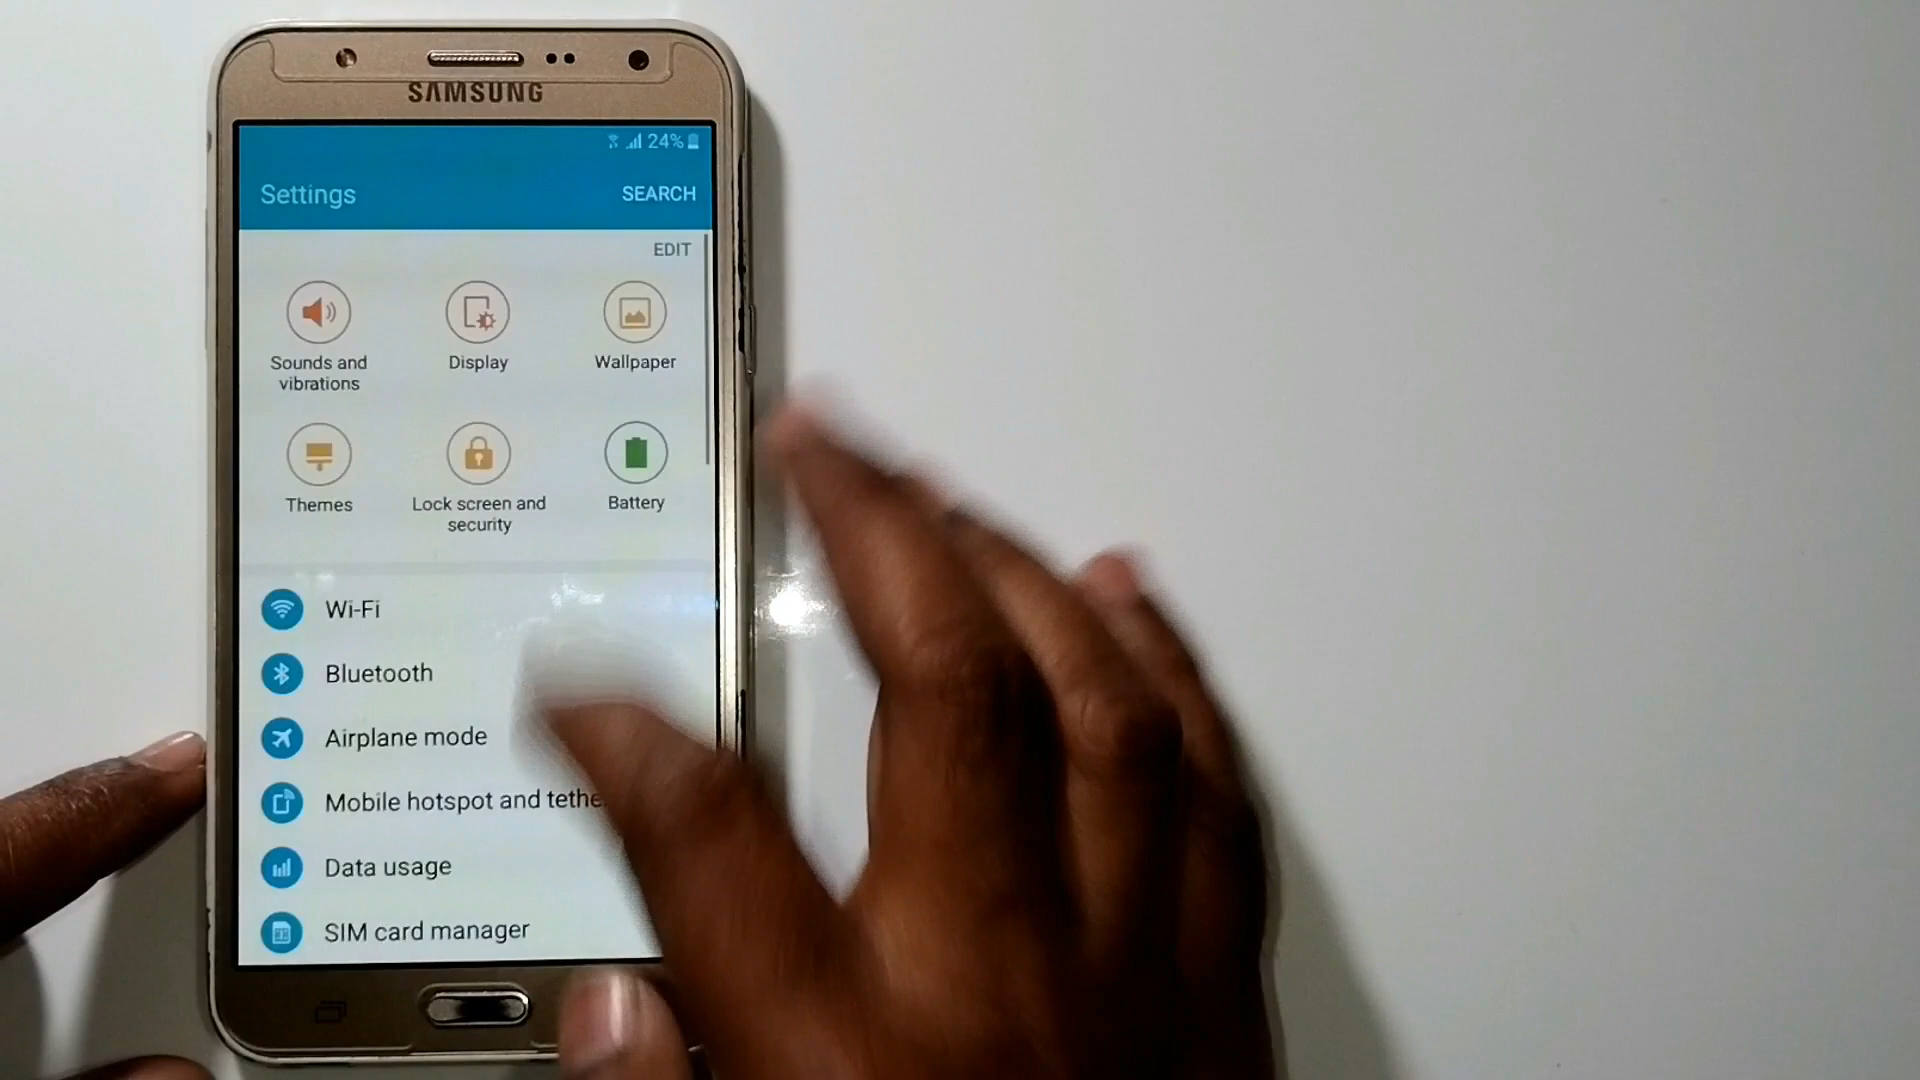 SAMSUNG
24%
Settings
SEARCH
EDIT
Sounds and
vibrations
Display
Wallpaper
Themes
Lock screen and
security
Battery
Wi-Fi
Bluetooth
Airplane mode
Mobile hotspot and tethe
Data usage
SIM card manager